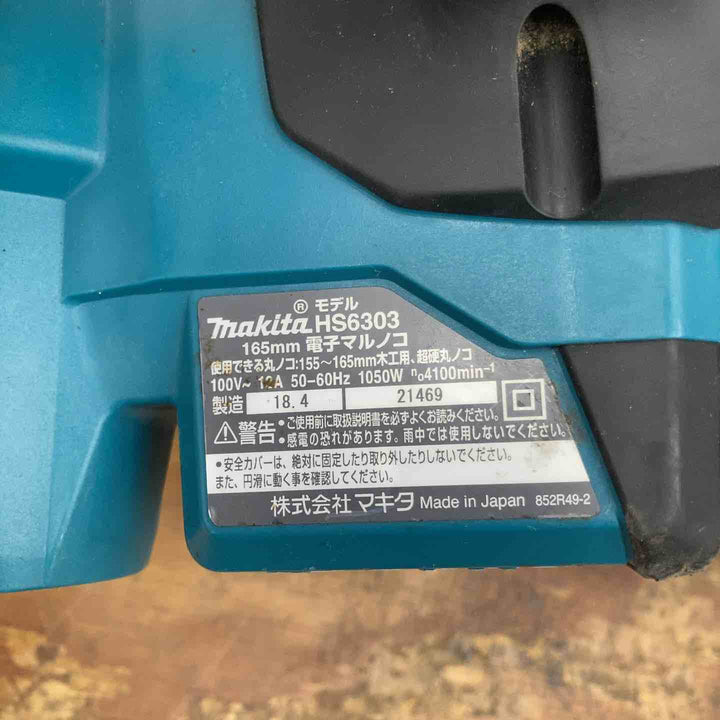 ® モデル
makita HS6303
165mm 電子マルノコ
使用できる丸ノコ:155～165mm木工用、超硬丸ノコ
100V~ 12A 50-60Hz 1050W n₀4100min⁻¹
製造 18.4 21469
警告 ・ご使用前に取扱説明書を必ずよくお読みください。
・感電の恐れがあります。雨中では使用しないでください。
・安全カバーは、絶対に固定したり取り外したりしないでください。
また、円滑に動く事を確認してください。
株式会社マキタ Made in Japan 852R49-2